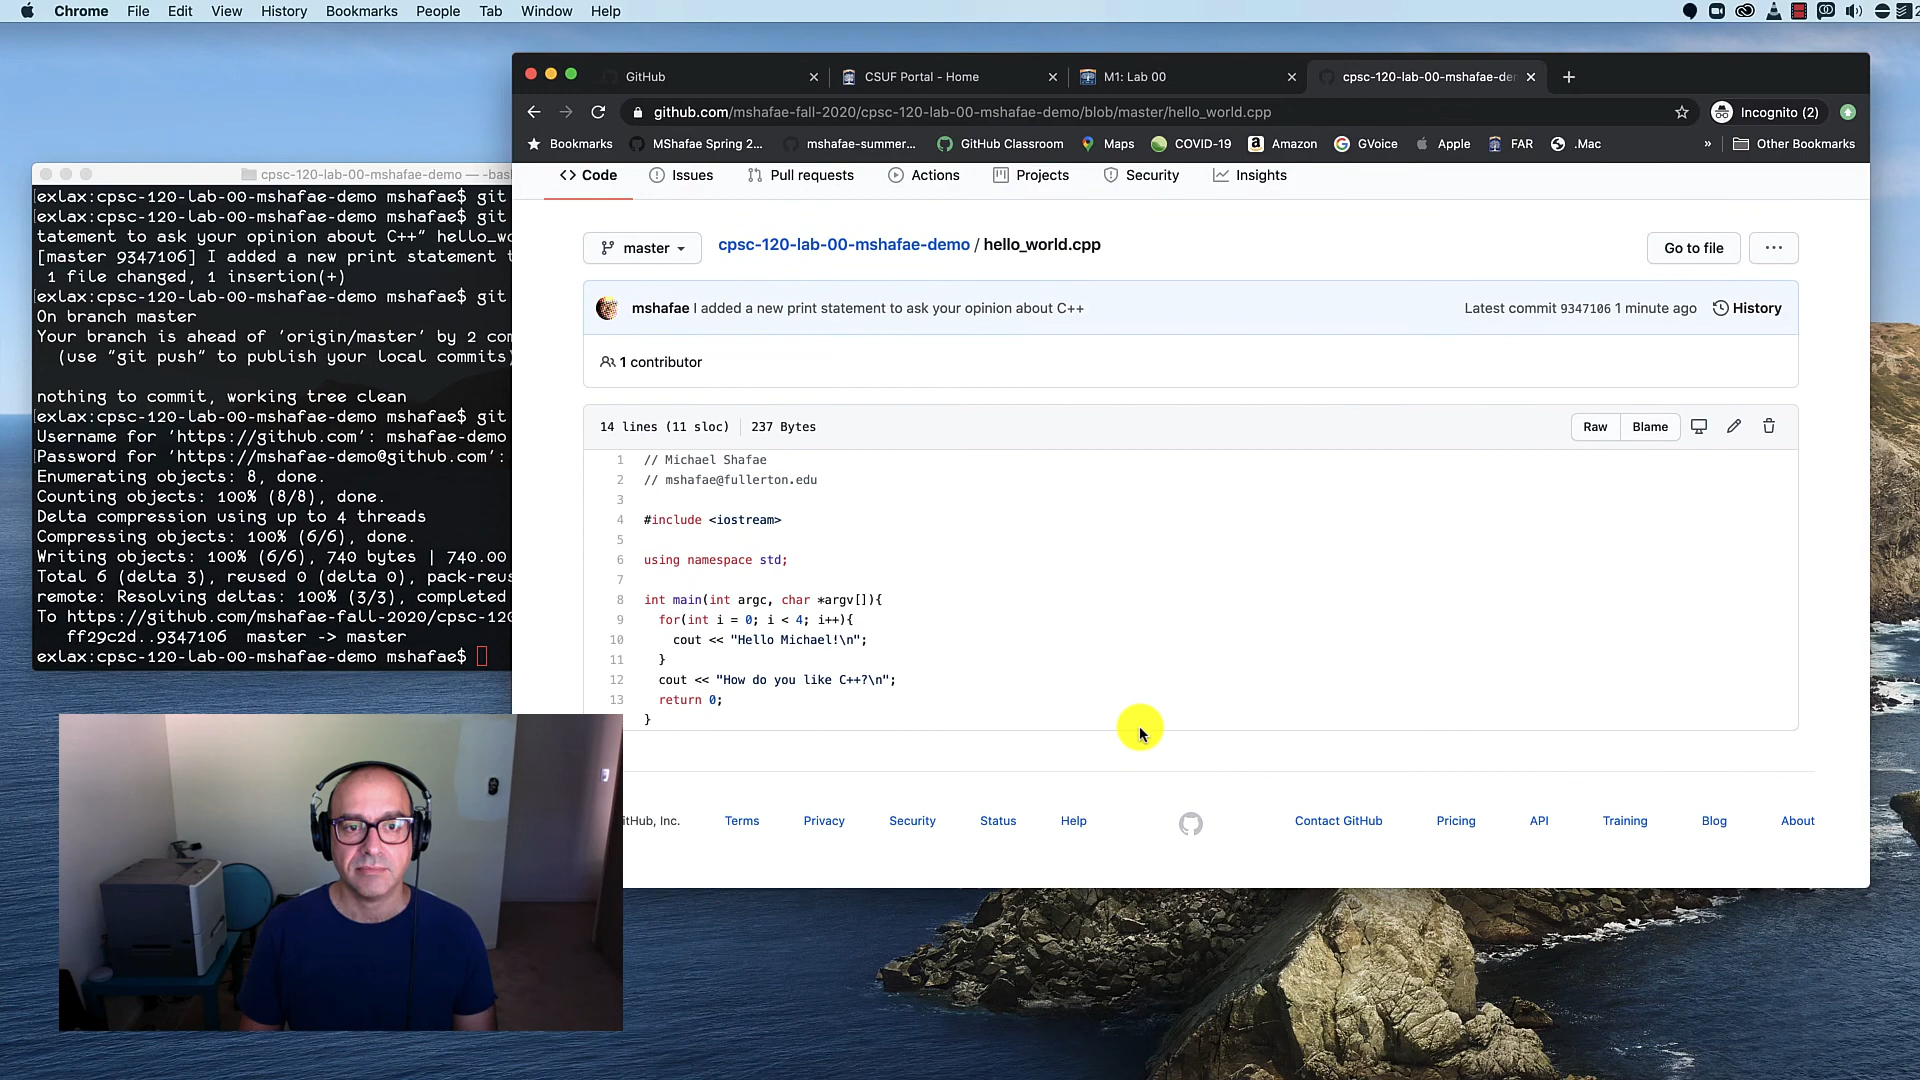 Chrome File Edit View History Bookmarks People Tab Window Help
GitHub
CSUF Portal - Home
M1: Lab 00
cpsc-120-lab-00-mshafae-de
github.com/mshafae-fall-2020/cpsc-120-lab-00-mshafae-demo/blob/master/hello_world.cpp
Incognito (2)
Bookmarks MShafae Spring 2... mshafae-summer... GitHub Classroom Maps COVID-19 Amazon GVoice Apple FAR .Mac » Other Bookmarks
<> Code Issues Pull requests Actions Projects Security Insights
master
cpsc-120-lab-00-mshafae-demo / hello_world.cpp
Go to file
...
mshafae I added a new print statement to ask your opinion about C++
Latest commit 9347106 1 minute ago
History
1 contributor
14 lines (11 sloc) 237 Bytes
Raw Blame
1 // Michael Shafae
2 // mshafae@fullerton.edu
3
4 #include <iostream>
5
6 using namespace std;
7
8 int main(int argc, char *argv[]){
9 for(int i = 0; i < 4; i++){
10 cout << "Hello Michael!\n";
11 }
12 cout << "How do you like C++?\n";
13 return 0;
}
itHub, Inc. Terms Privacy Security Status Help Contact GitHub Pricing API Training Blog About
cpsc-120-lab-00-mshafae-demo — -bas
exlax:cpsc-120-lab-00-mshafae-demo mshafae$ git
exlax:cpsc-120-lab-00-mshafae-demo mshafae$ git
tatement to ask your opinion about C++" hello_wo
[master 9347106] I added a new print statement t
1 file changed, 1 insertion(+)
exlax:cpsc-120-lab-00-mshafae-demo mshafae$ git
On branch master
Your branch is ahead of 'origin/master' by 2 com
(use "git push" to publish your local commits)
nothing to commit, working tree clean
exlax:cpsc-120-lab-00-mshafae-demo mshafae$ git
Username for 'https://github.com': mshafae-demo
Password for 'https://mshafae-demo@github.com':
Enumerating objects: 8, done.
Counting objects: 100% (8/8), done.
Delta compression using up to 4 threads
Compressing objects: 100% (6/6), done.
Writing objects: 100% (6/6), 740 bytes | 740.00
Total 6 (delta 3), reused 0 (delta 0), pack-reus
remote: Resolving deltas: 100% (3/3), completed
To https://github.com/mshafae-fall-2020/cpsc-120
ff29c2d..9347106 master -> master
exlax:cpsc-120-lab-00-mshafae-demo mshafae$